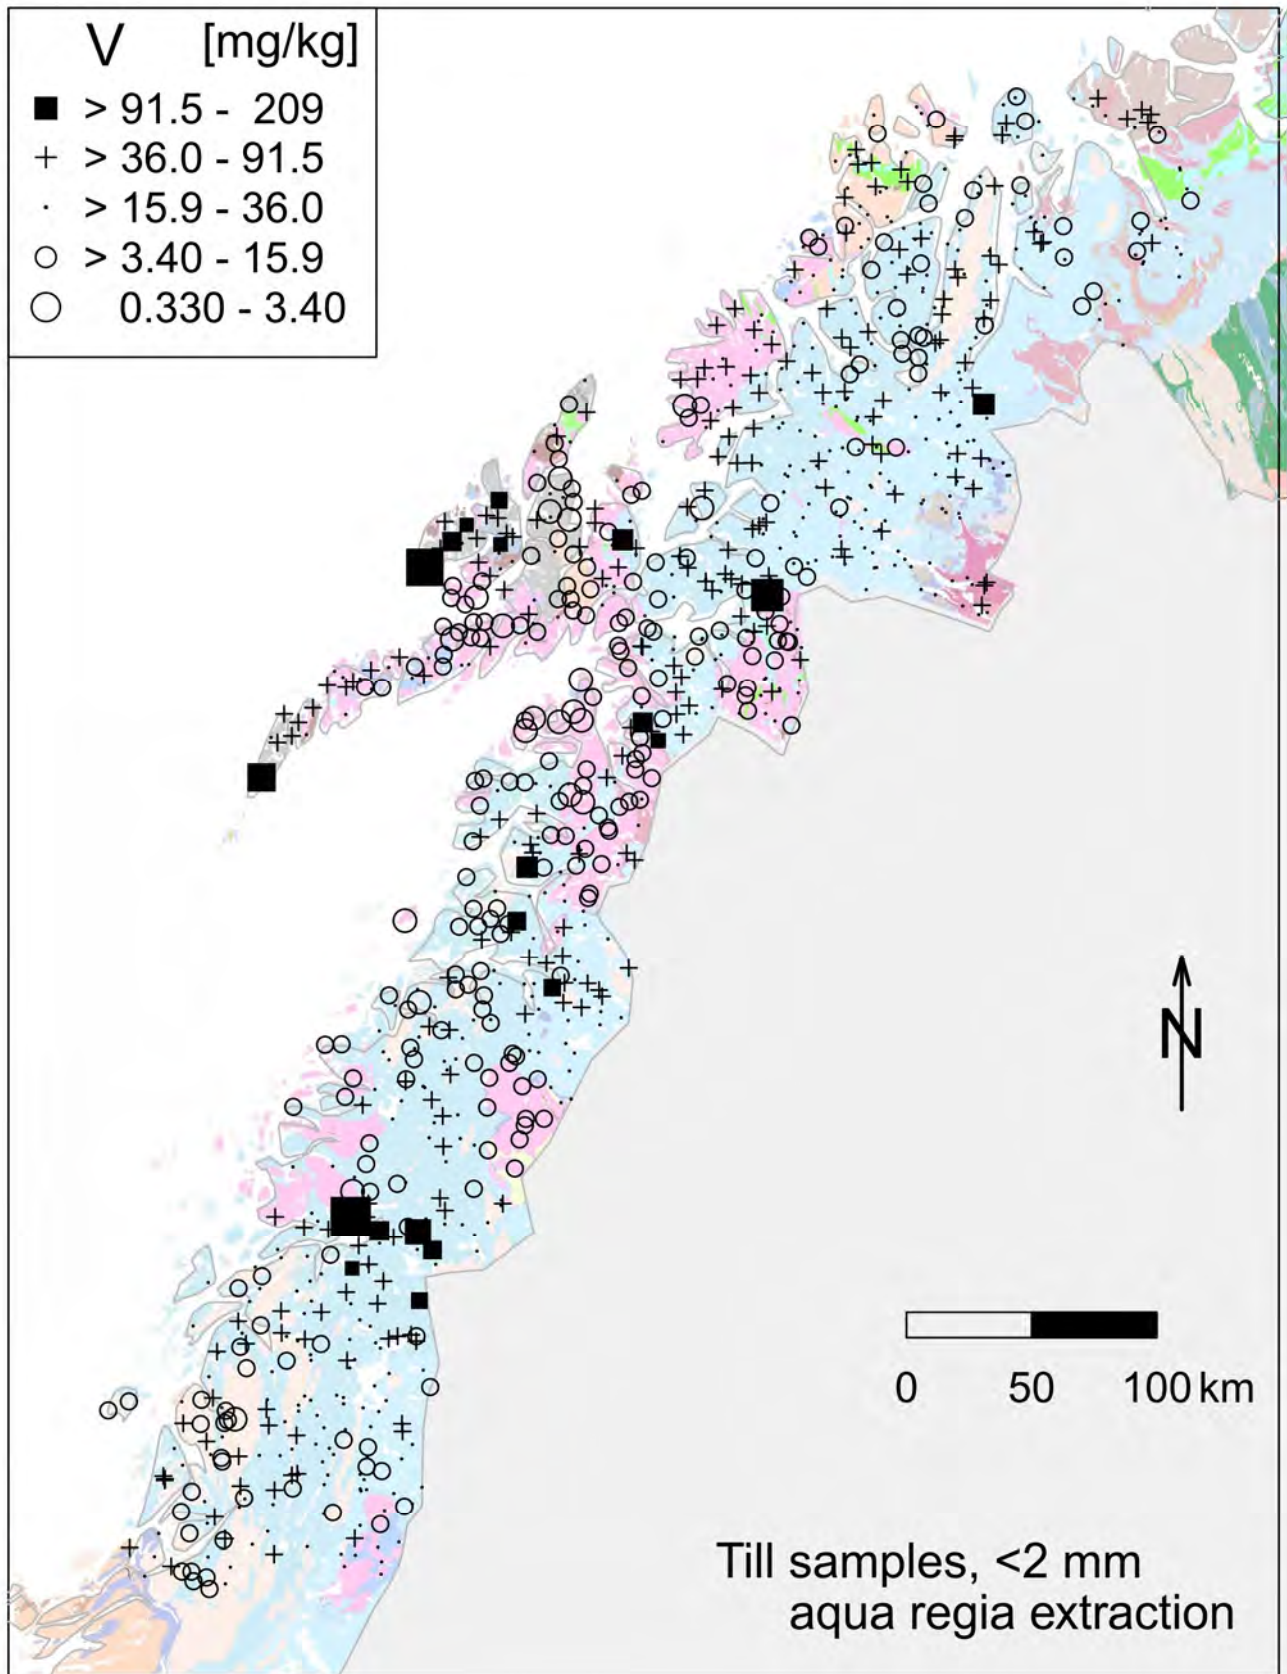 V [mg/kg]
■ > 91.5 - 209
+ > 36.0 - 91.5
· > 15.9 - 36.0
○ > 3.40 - 15.9
○ 0.330 - 3.40
N
0 50 100 km
Till samples, <2 mm
aqua regia extraction